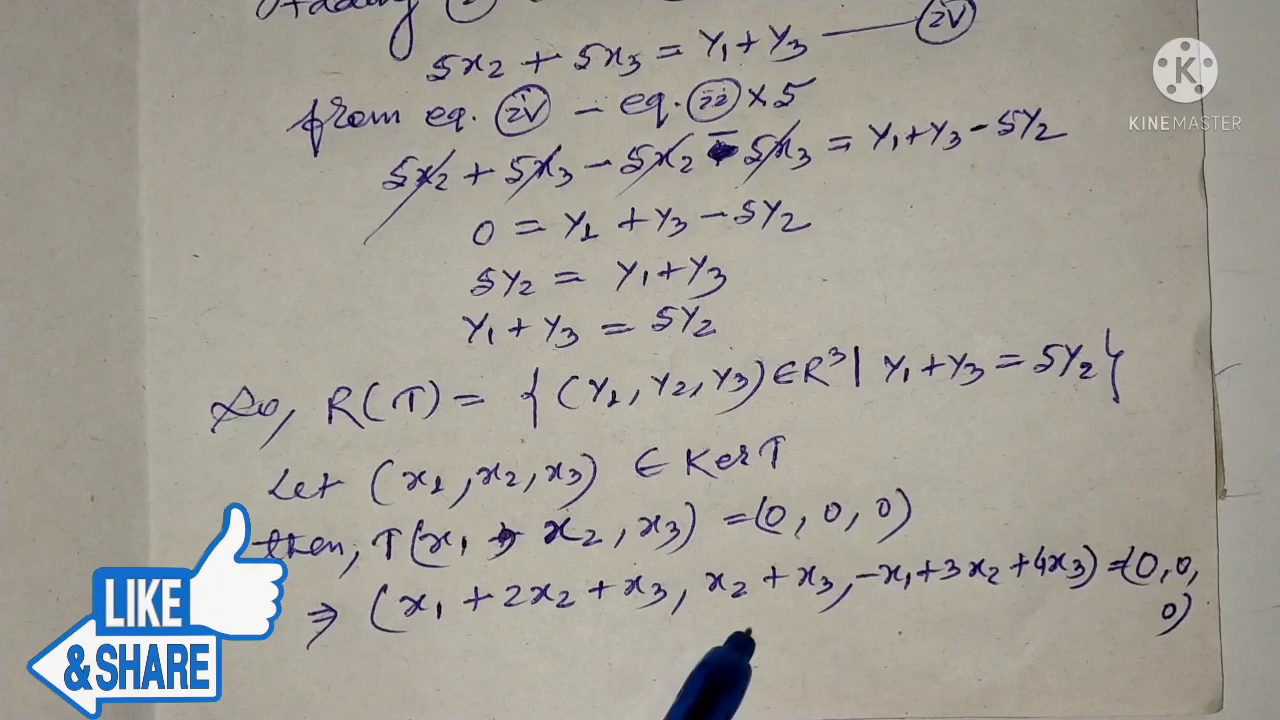 Adding (i)
5x₂ + 5x₃ = Y₁ + Y₃ — (iv)
KINEMASTER
from eq. (iv) - eq. (ii) × 5
5x₂ + 5x₃ - 5x₂ - 5x₃ = Y₁ + Y₃ - 5Y₂
0 = Y₁ + Y₃ - 5Y₂
5Y₂ = Y₁ + Y₃
Y₁ + Y₃ = 5Y₂
So, R(T) = { (Y₁, Y₂, Y₃) ∈ R³ | Y₁ + Y₃ = 5Y₂ }
Let (x₁, x₂, x₃) ∈ Ker T
then, T(x₁, x₂, x₃) = (0, 0, 0)
⇒ (x₁ + 2x₂ + x₃, x₂ + x₃, -x₁ + 3x₂ + 4x₃) = (0, 0,
0)
LIKE
& SHARE